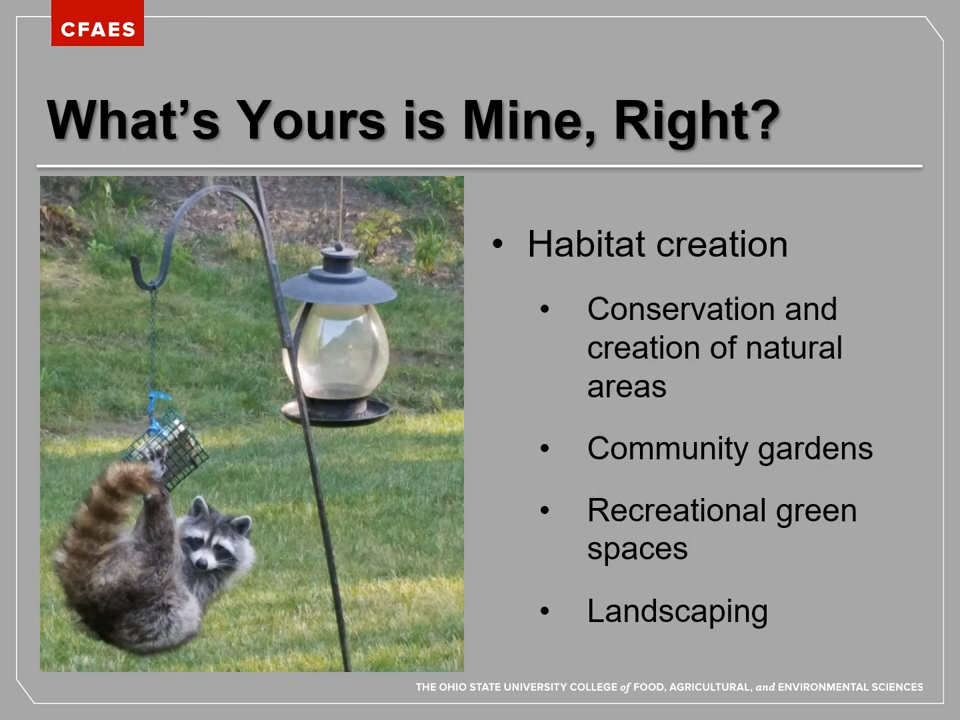 CFAES
What's Yours is Mine, Right?
• Habitat creation
• Conservation and
creation of natural
areas
• Community gardens
• Recreational green
spaces
• Landscaping
THE OHIO STATE UNIVERSITY COLLEGE of FOOD, AGRICULTURAL, and ENVIRONMENTAL SCIENCES